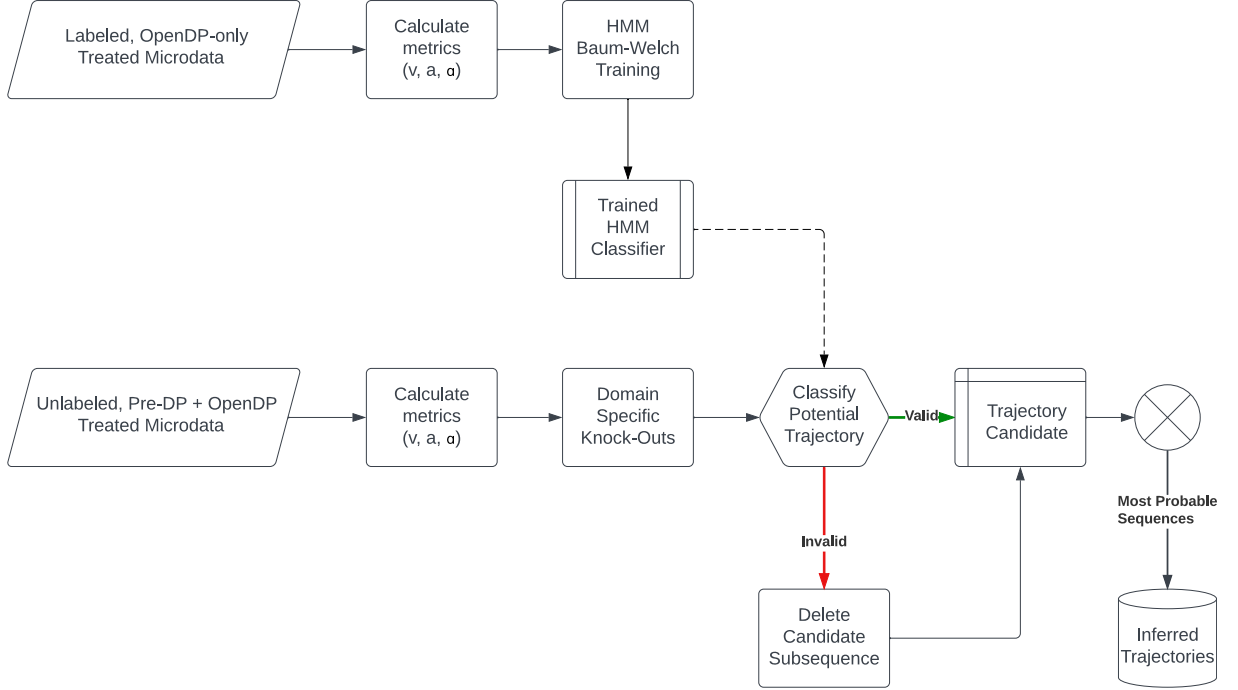 Labeled, OpenDP-only
Treated Microdata
Calculate
metrics
(v, a, ɑ)
HMM
Baum-Welch
Training
Trained
HMM
Classifier
Unlabeled, Pre-DP + OpenDP
Treated Microdata
Calculate
metrics
(v, a, ɑ)
Domain
Specific
Knock-Outs
Classify
Potential
Trajectory
Valid
Trajectory
Candidate
Most Probable
Sequences
Invalid
Delete
Candidate
Subsequence
Inferred
Trajectories